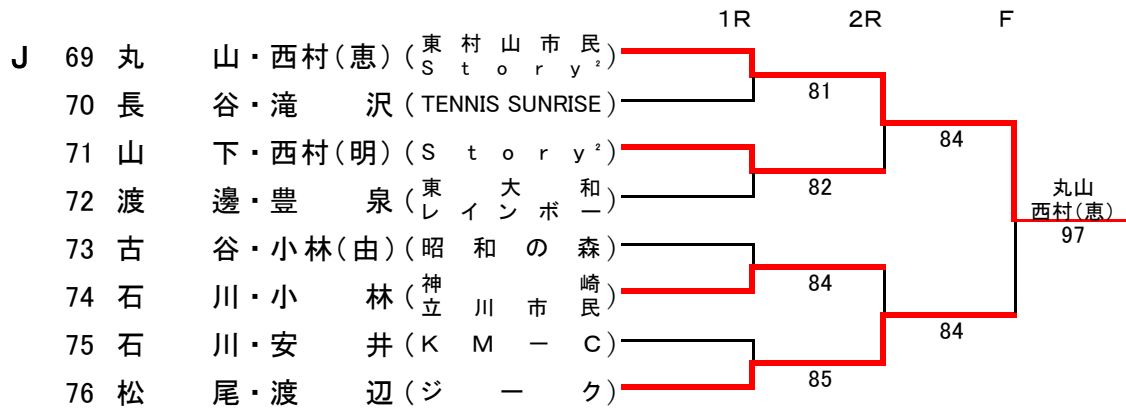 1R 2R F
J 69 丸 山・西村(恵) (東村山市民 Story²)
81
70 長 谷・滝 沢 (TENNIS SUNRISE)
84
71 山 下・西村(明) (Story²)
82
72 渡 邊・豊 泉 (東大和 レインボー)
丸山
西村(恵)
97
73 古 谷・小林(由) (昭和の森)
84
74 石 川・小 林 (神崎 立川市民)
84
75 石 川・安 井 (KM-C)
85
76 松 尾・渡 辺 (ジーク)